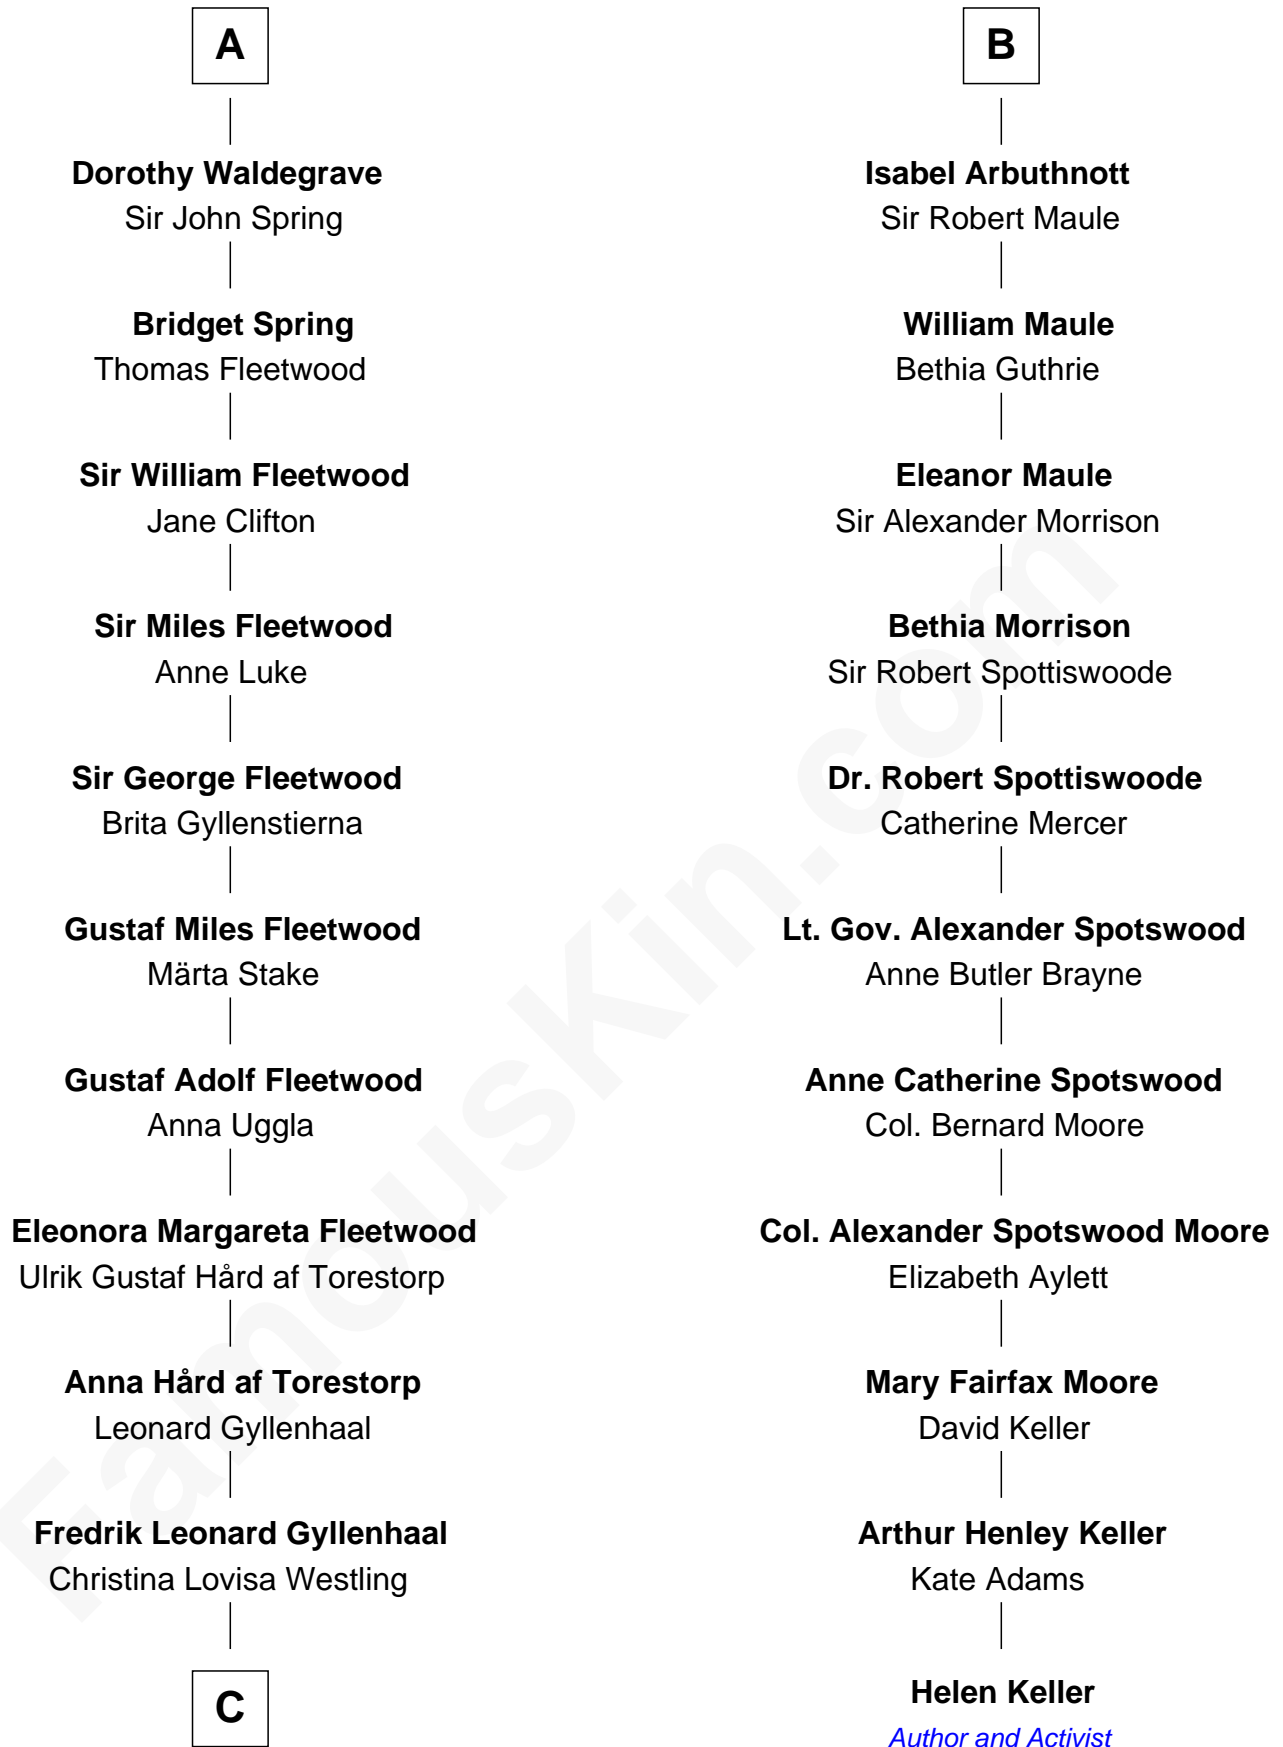 A
Dorothy Waldegrave
Sir John Spring
Bridget Spring
Thomas Fleetwood
Sir William Fleetwood
Jane Clifton
Sir Miles Fleetwood
Anne Luke
Sir George Fleetwood
Brita Gyllenstierna
Gustaf Miles Fleetwood
Märta Stake
Gustaf Adolf Fleetwood
Anna Uggla
Eleonora Margareta Fleetwood
Ulrik Gustaf Hård af Torestorp
Anna Hård af Torestorp
Leonard Gyllenhaal
Fredrik Leonard Gyllenhaal
Christina Lovisa Westling
C
B
Isabel Arbuthnott
Sir Robert Maule
William Maule
Bethia Guthrie
Eleanor Maule
Sir Alexander Morrison
Bethia Morrison
Sir Robert Spottiswoode
Dr. Robert Spottiswoode
Catherine Mercer
Lt. Gov. Alexander Spotswood
Anne Butler Brayne
Anne Catherine Spotswood
Col. Bernard Moore
Col. Alexander Spotswood Moore
Elizabeth Aylett
Mary Fairfax Moore
David Keller
Arthur Henley Keller
Kate Adams
Helen Keller
Author and Activist
FamousKin.com